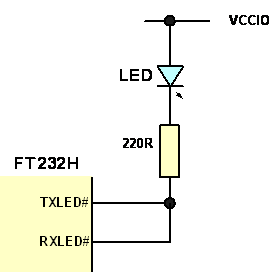 VCCIO
LED
220R
FT232H
TXLED#
RXLED#